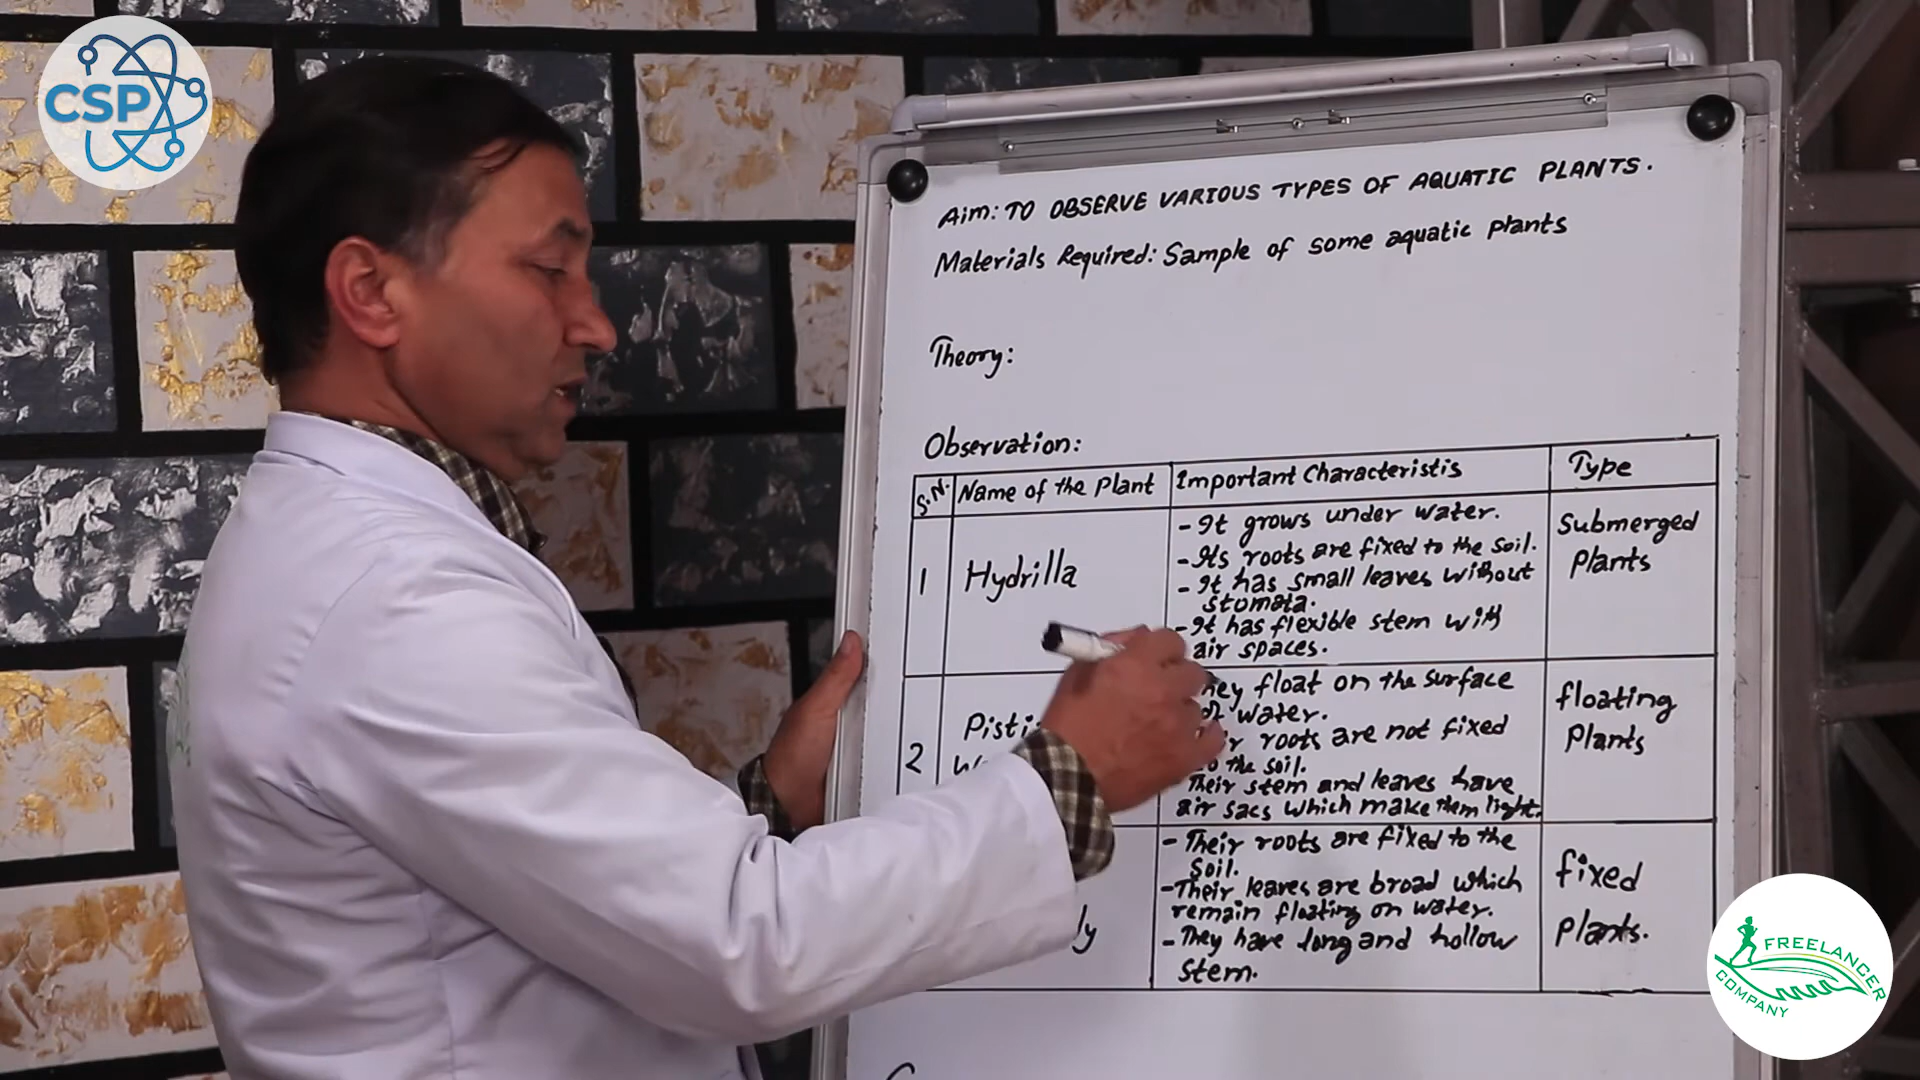 CSP
Aim: TO OBSERVE VARIOUS TYPES OF AQUATIC PLANTS.
Materials Required: Sample of some aquatic plants
Theory:
Observation:
S.N. Name of the Plant Important Characteristis Type
1 Hydrilla
- It grows under water.
- Its roots are fixed to the soil.
- It has small leaves without
stomata.
- It has flexible stem with
air spaces.
Submerged
Plants
2
They float on the surface
of water.
roots are not fixed
to the soil.
Their stem and leaves have
air sacs which make them light.
floating
Plants
- Their roots are fixed to the
Soil.
- Their leaves are broad which
remain floating on water.
- They have long and hollow
stem.
fixed
Plants.
FREELANCER
COMPANY